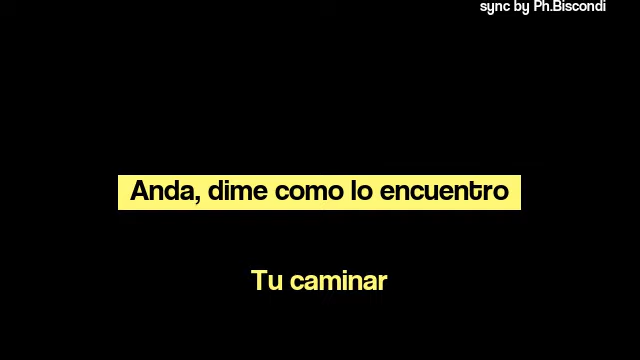 sync by Ph.Biscondi
Anda, dime como lo encuentro
Tu caminar